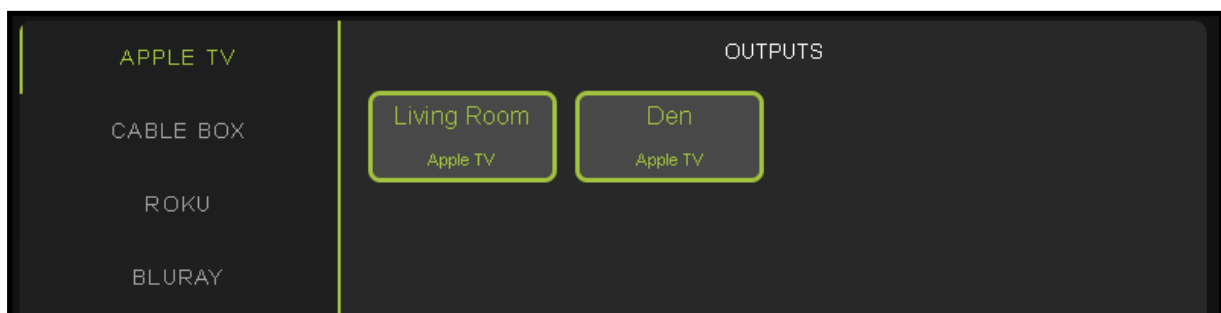 APPLE TV
CABLE BOX
ROKU
BLURAY
OUTPUTS
Living Room
Apple TV
Den
Apple TV